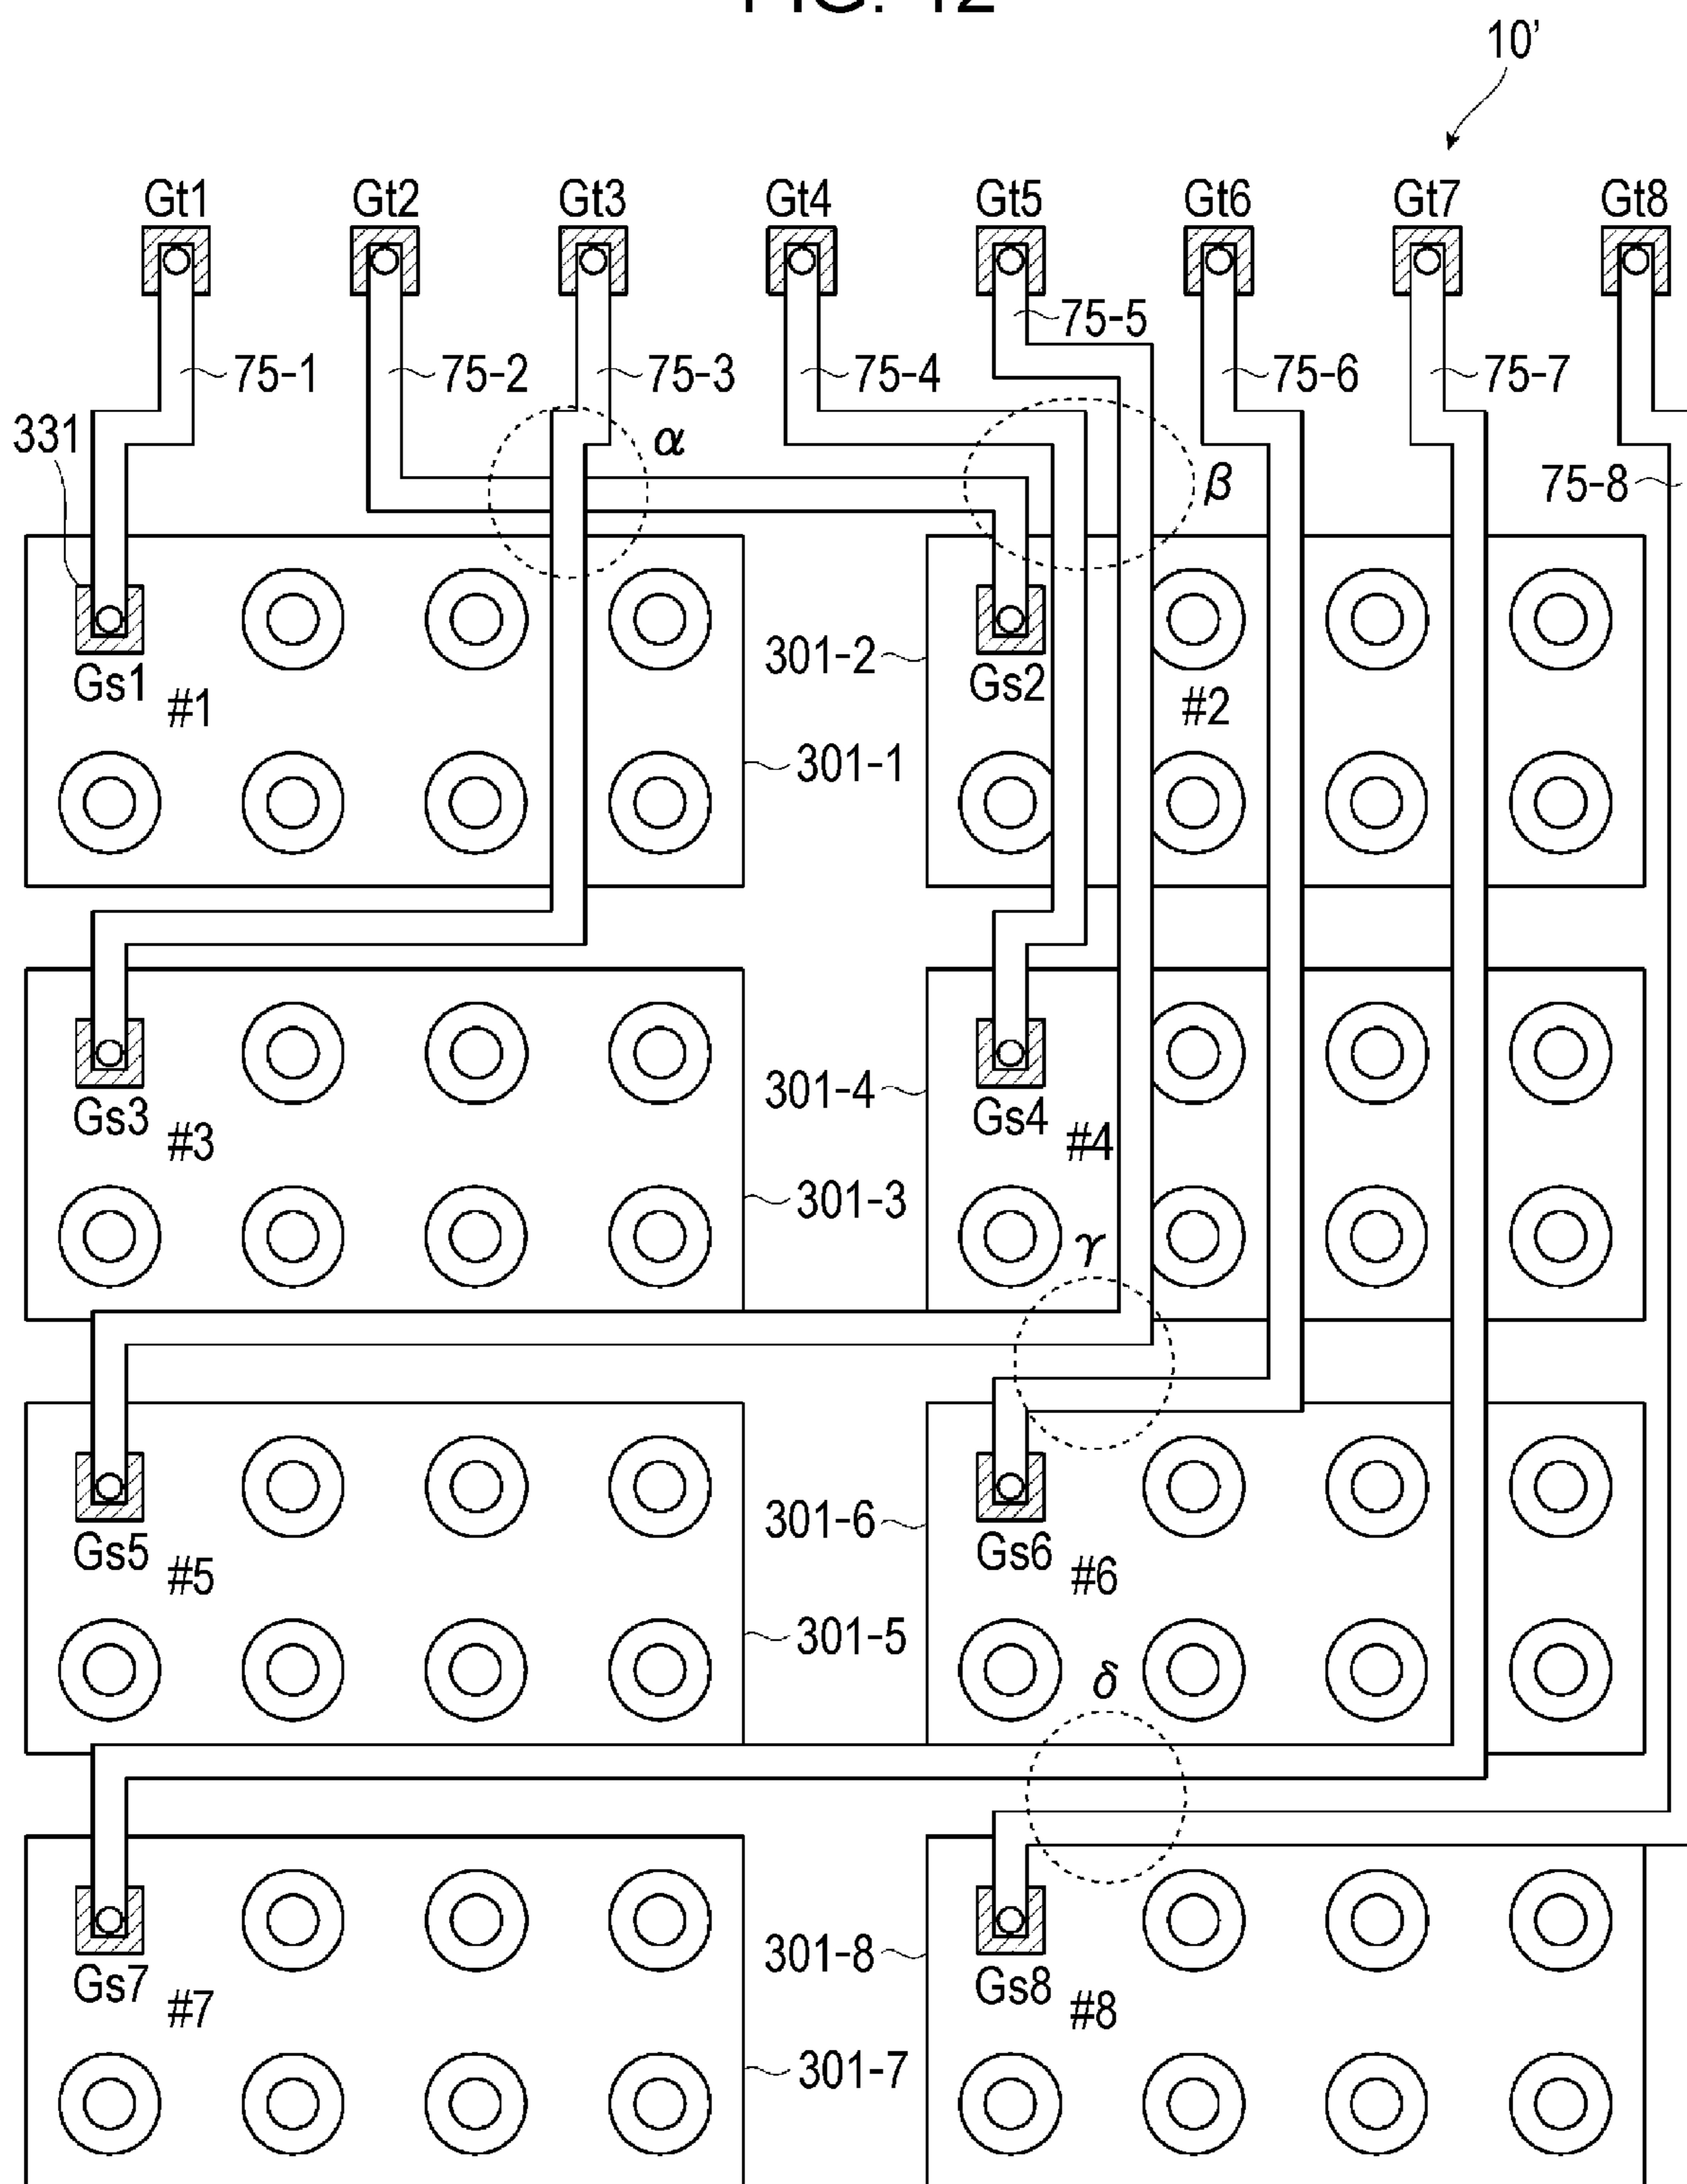 FIG. 12
10'
Gt1 Gt2 Gt3 Gt4 Gt5 Gt6 Gt7 Gt8
75-5
75-1 75-2 75-3 75-4 75-6 75-7
331 α
β 75-8
301-2
Gs1 #1 Gs2 #2
301-1
301-4
Gs3 #3 Gs4 #4
301-3
γ
301-6
Gs5 #5 Gs6 #6
301-5
δ
301-8
Gs7 #7 Gs8 #8
301-7